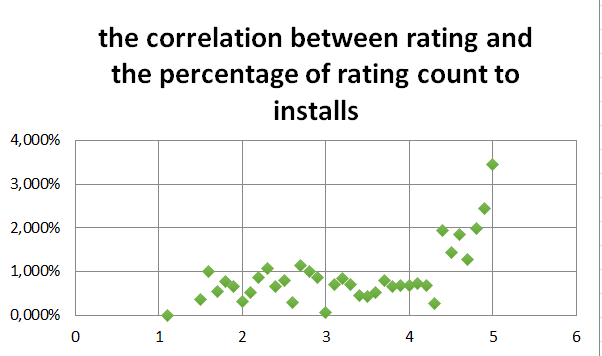 the correlation between rating and
the percentage of rating count to
installs
4,000%
3,000%
2,000%
1,000%
0,000%
0 1 2 3 4 5 6